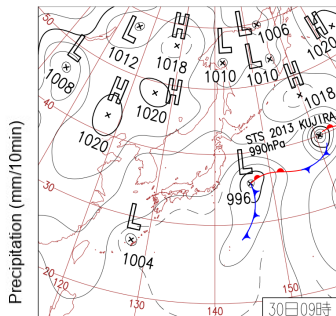 Precipitation (mm/10min)
L
1008
L
1012
H
1018
L
1010
L
1006
L
1010
H
1020
H
1020
H
1020
H
1018
STS 2013 KUJIRA
990hPa
L
996
L
1004
50
40
30
20
120
130
140
150
30日09時